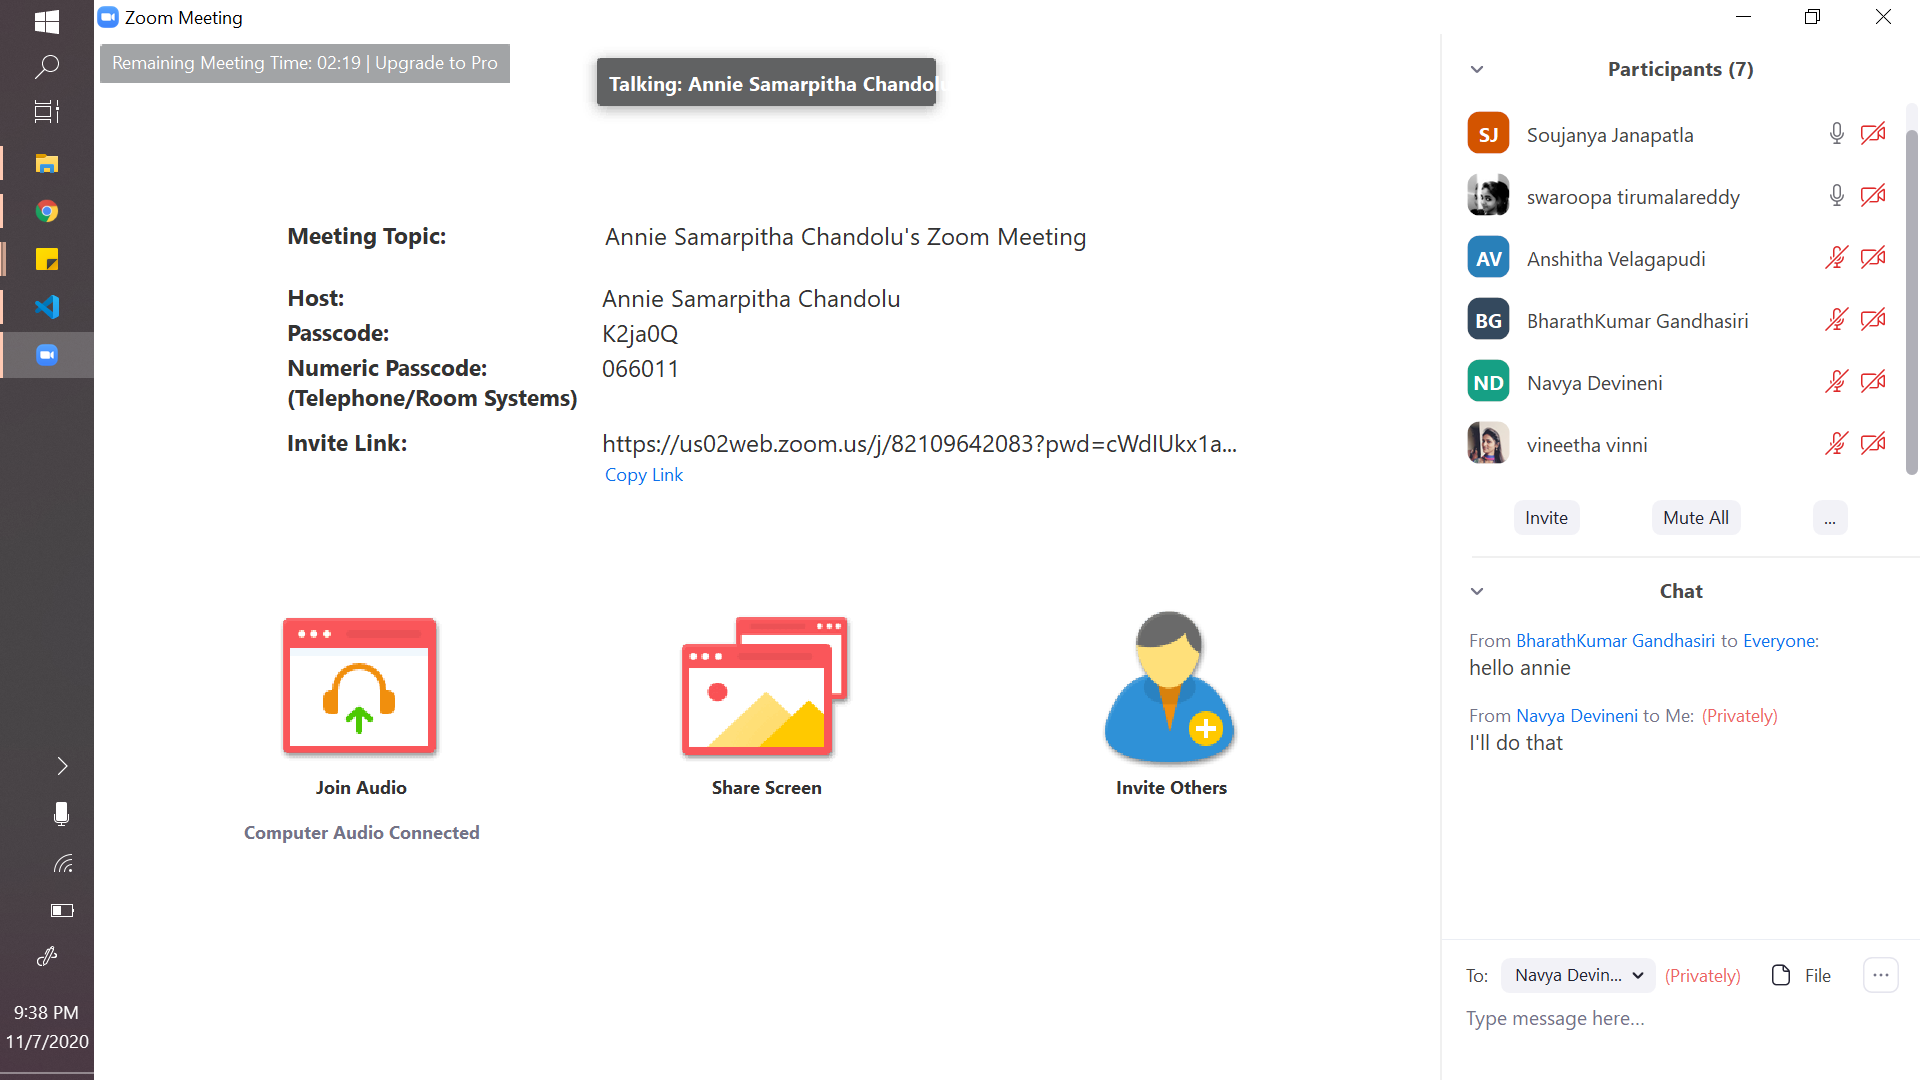 Zoom Meeting
Remaining Meeting Time: 02:19 | Upgrade to Pro
Talking: Annie Samarpitha Chandolu
Meeting Topic: Annie Samarpitha Chandolu's Zoom Meeting
Host: Annie Samarpitha Chandolu
Passcode: K2ja0Q
Numeric Passcode: 066011
(Telephone/Room Systems)
Invite Link: https://us02web.zoom.us/j/82109642083?pwd=cWdIUkx1a...
Copy Link
Join Audio
Computer Audio Connected
Share Screen
Invite Others
Participants (7)
SJ Soujanya Janapatla
swaroopa tirumalareddy
AV Anshitha Velagapudi
BG BharathKumar Gandhasiri
ND Navya Devineni
vineetha vinni
Invite Mute All ...
Chat
From BharathKumar Gandhasiri to Everyone:
hello annie
From Navya Devineni to Me: (Privately)
I'll do that
To: Navya Devin... (Privately) File
Type message here...
9:38 PM
11/7/2020